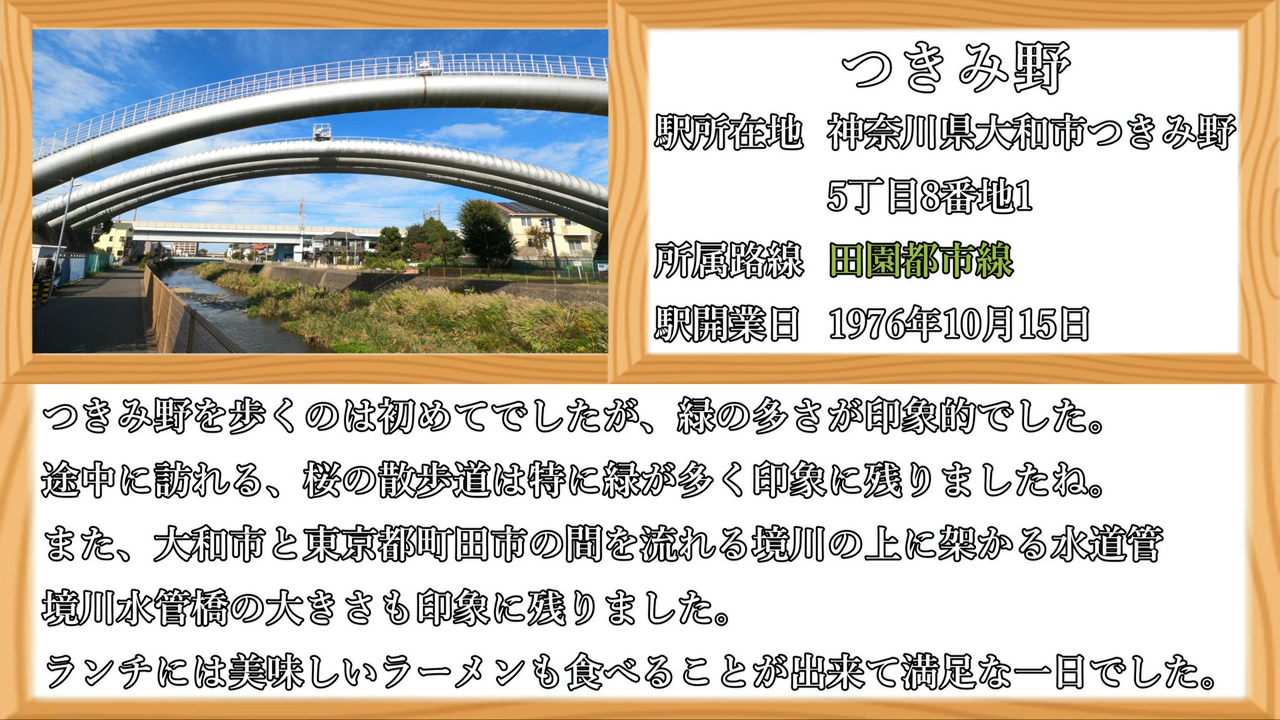 つきみ野
駅所在地 神奈川県大和市つきみ野
5丁目8番地1
所属路線 田園都市線
駅開業日 1976年10月15日
つきみ野を歩くのは初めてでしたが、緑の多さが印象的でした。
途中に訪れる、桜の散歩道は特に緑が多く印象に残りましたね。
また、大和市と東京都町田市の間を流れる境川の上に架かる水道管
境川水管橋の大きさも印象に残りました。
ランチには美味しいラーメンも食べることが出来て満足な一日でした。